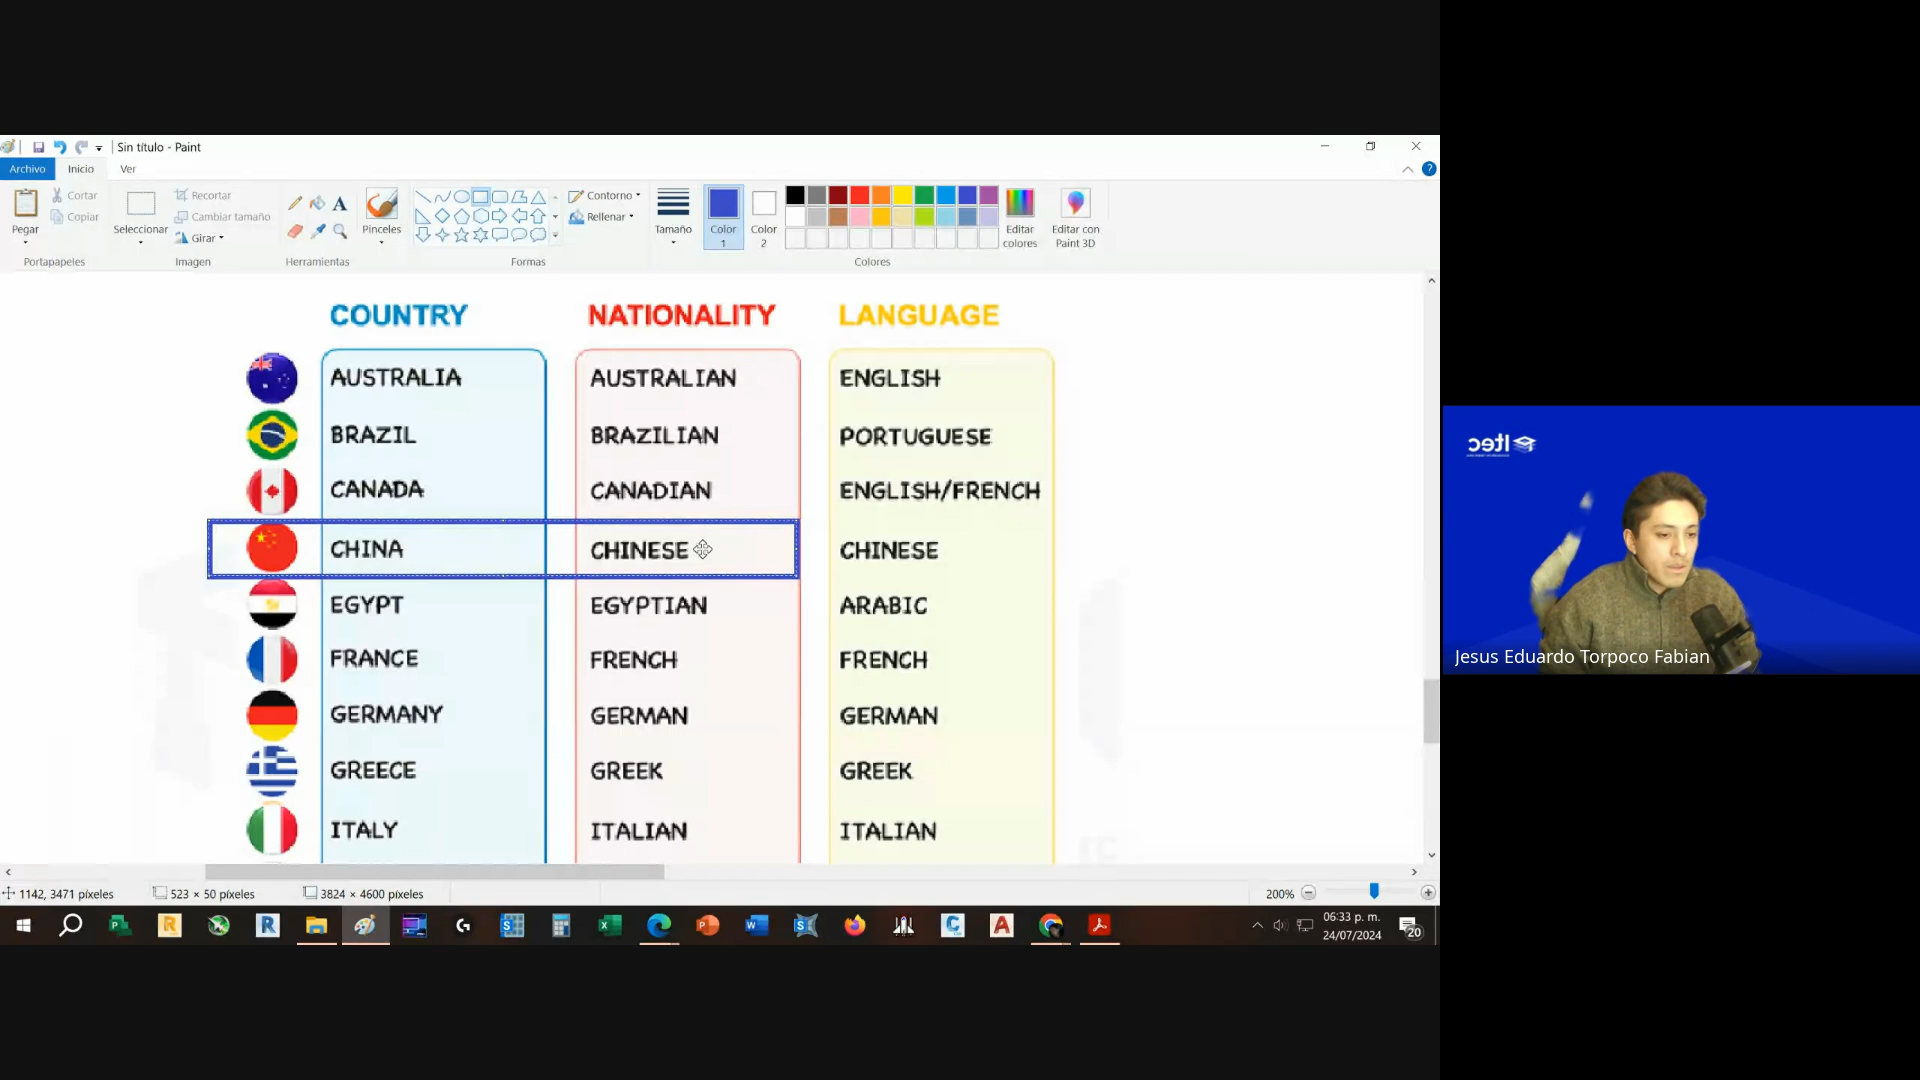 Sin título - Paint
Archivo Inicio Ver
Pegar
Cortar
Copiar
Portapapeles
Seleccionar
Recortar
Cambiar tamaño
Girar
Imagen
A
Herramientas
Pinceles
Formas
Contorno
Rellenar
Tamaño
Color 1
Color 2
Colores
Editar colores
Editar con Paint 3D
COUNTRY NATIONALITY LANGUAGE
AUSTRALIA AUSTRALIAN ENGLISH
BRAZIL BRAZILIAN PORTUGUESE
CANADA CANADIAN ENGLISH/FRENCH
CHINA CHINESE CHINESE
EGYPT EGYPTIAN ARABIC
FRANCE FRENCH FRENCH
GERMANY GERMAN GERMAN
GREECE GREEK GREEK
ITALY ITALIAN ITALIAN
1142, 3471 píxeles 523 × 50 píxeles 3824 × 4600 píxeles 200%
06:33 p. m.
24/07/2024
20
Itec
Jesus Eduardo Torpoco Fabian